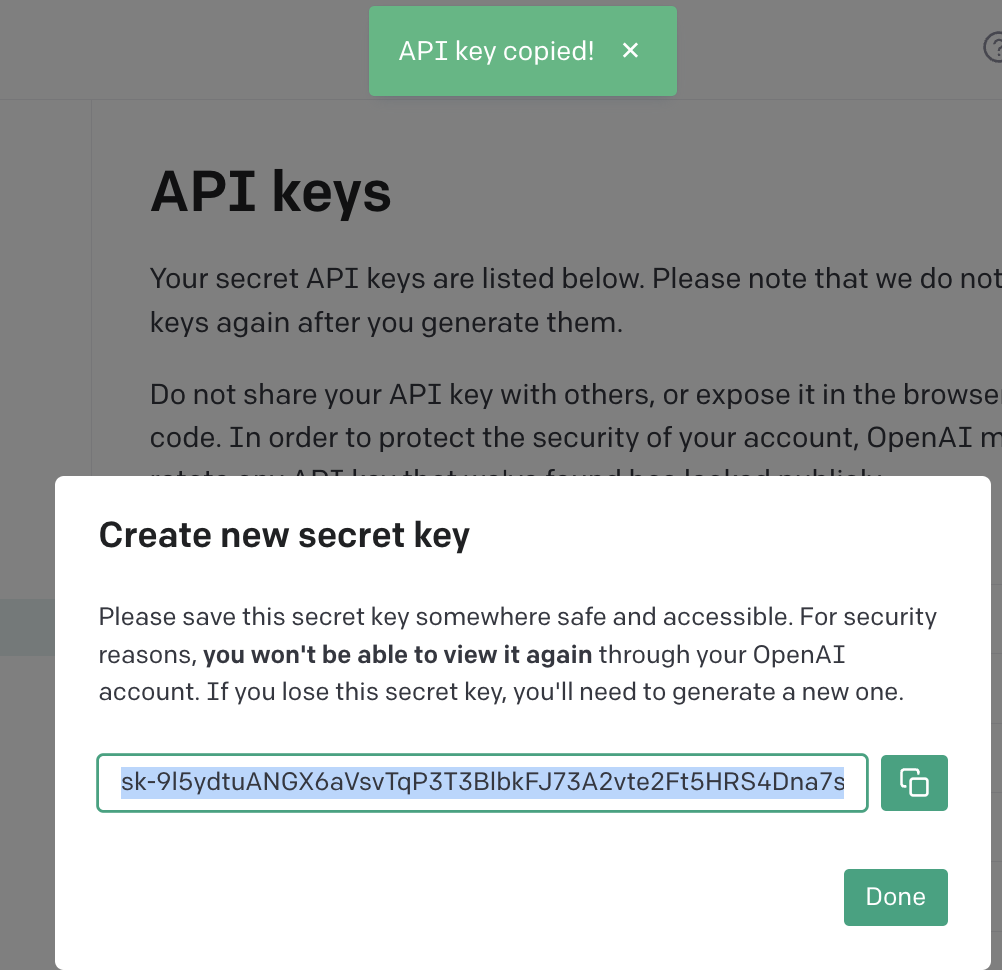 API key copied! ×
API keys
Your secret API keys are listed below. Please note that we do not
keys again after you generate them.
Do not share your API key with others, or expose it in the browse
code. In order to protect the security of your account, OpenAI m
Create new secret key
Please save this secret key somewhere safe and accessible. For security
reasons, you won't be able to view it again through your OpenAI
account. If you lose this secret key, you'll need to generate a new one.
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
Done